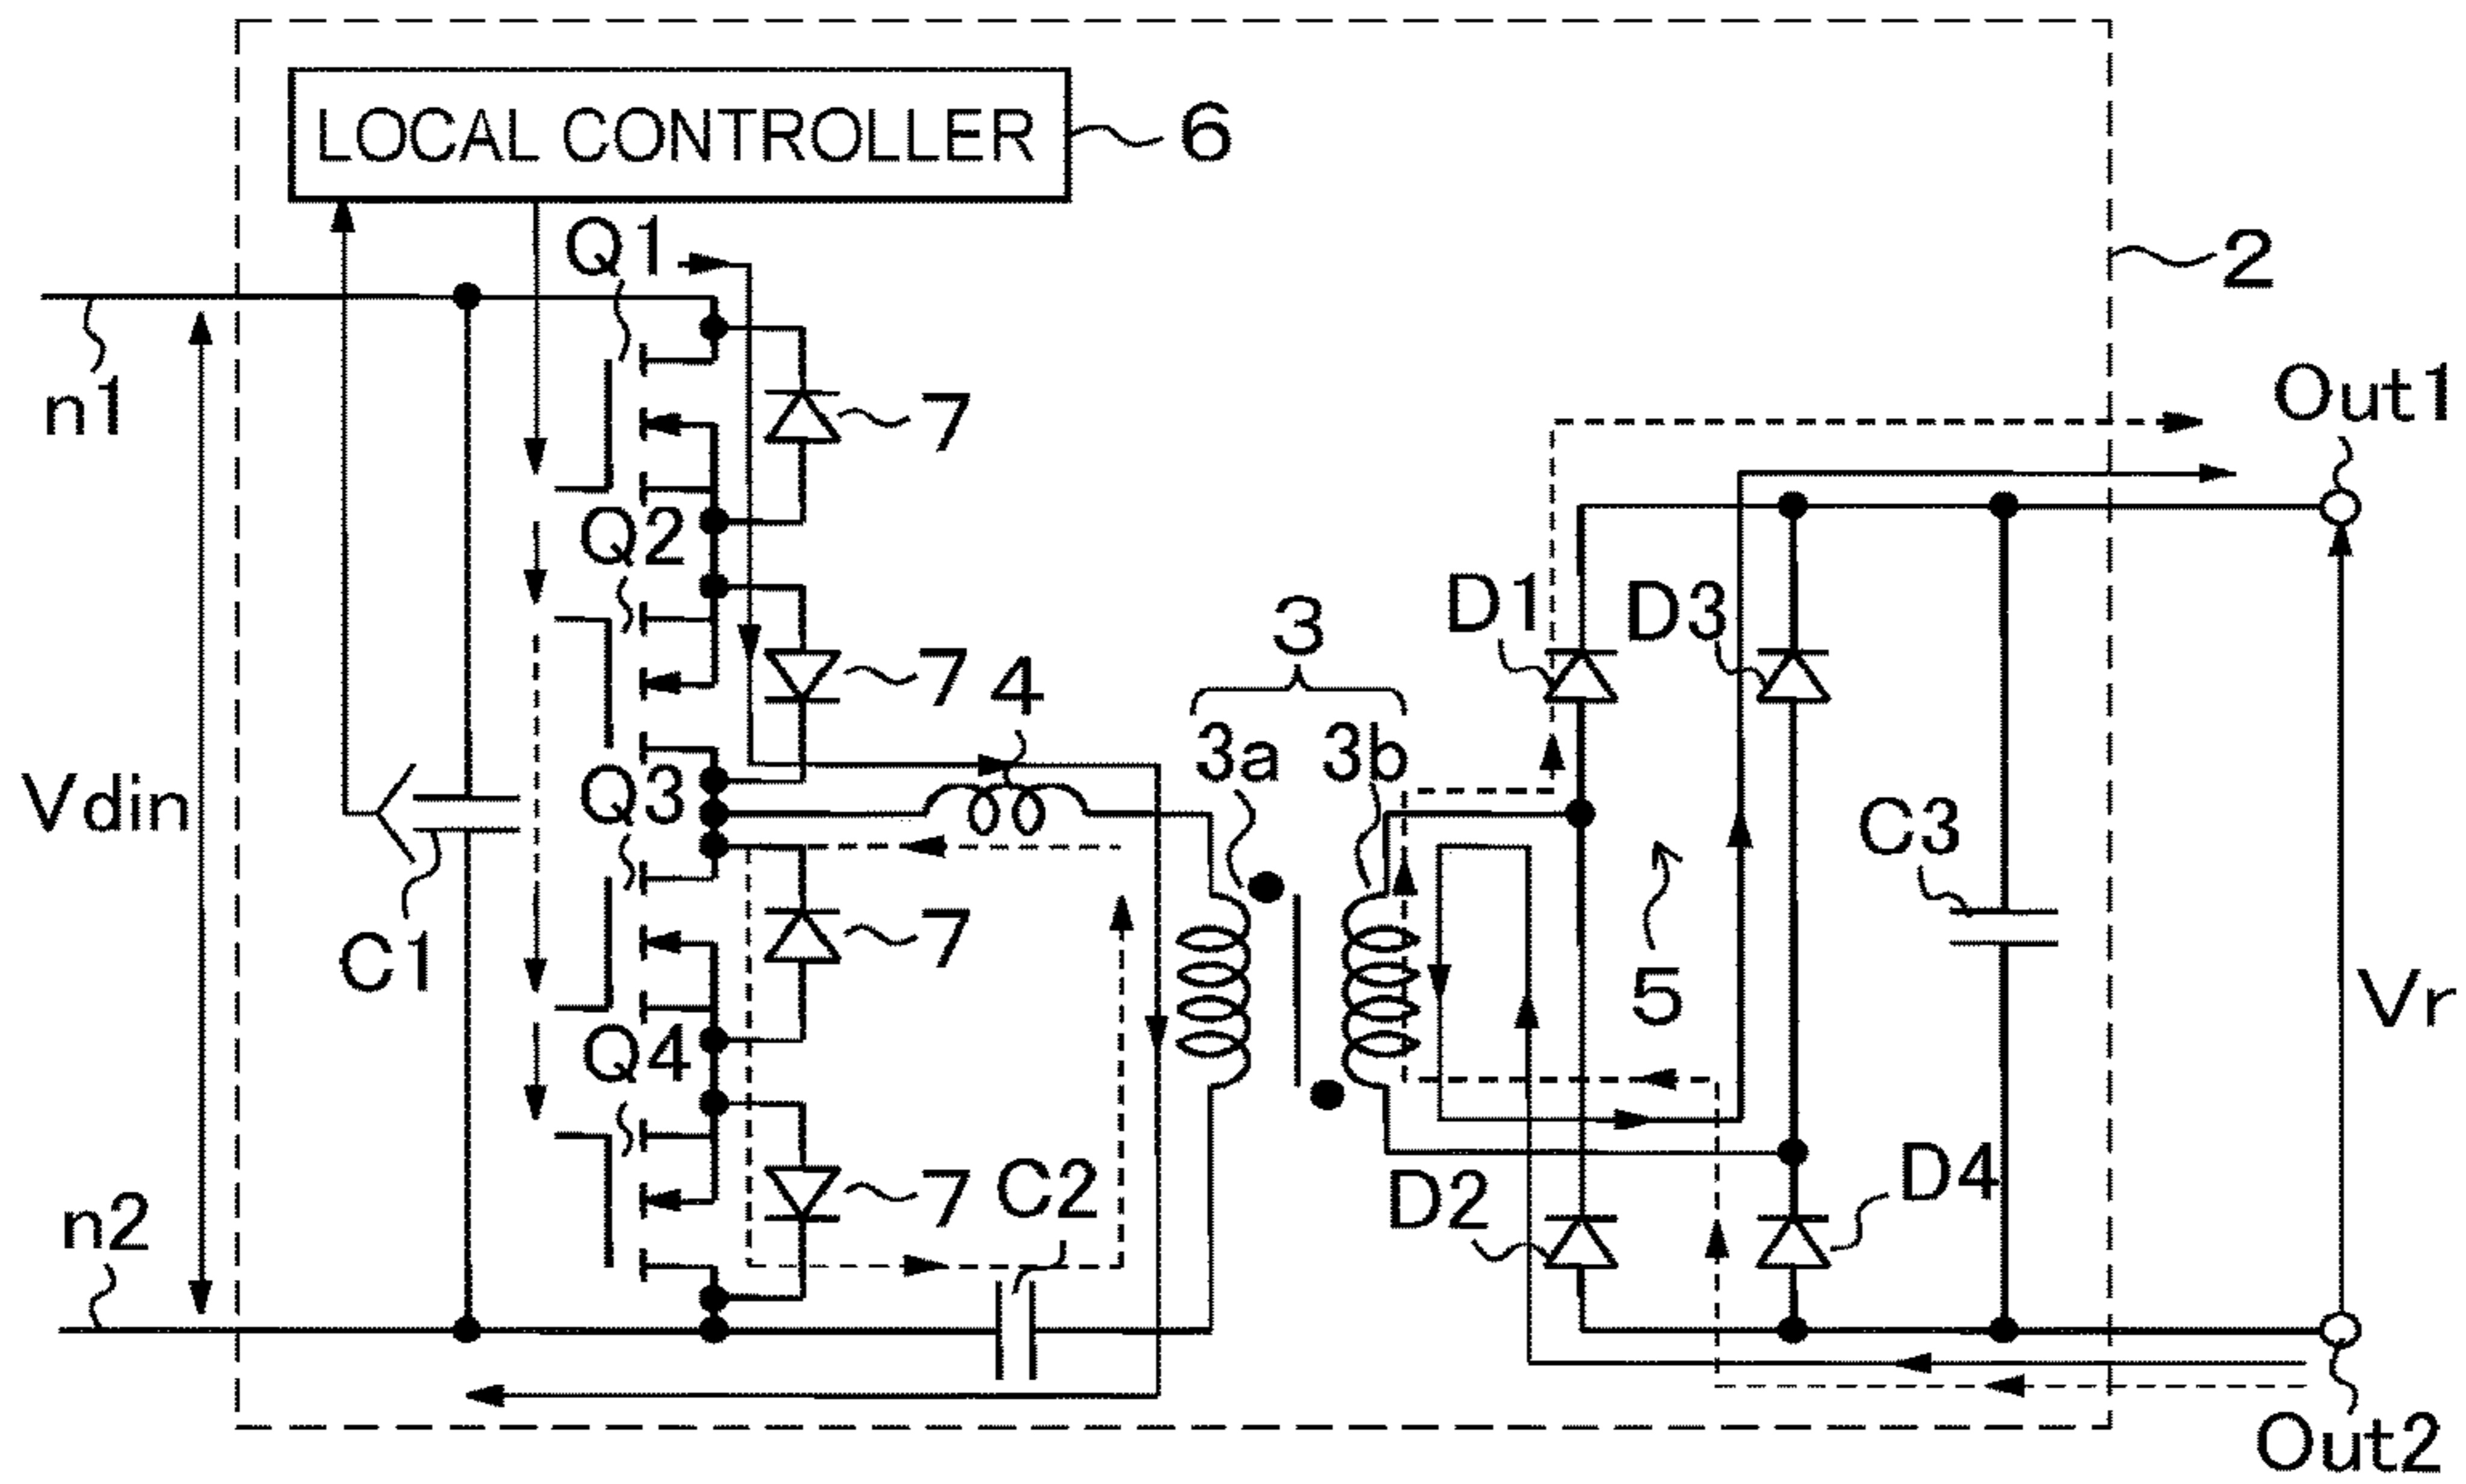 LOCAL CONTROLLER
6
Q1
2
n1
7
Out1
Q2
D1
D3
3
7
4
3a
3b
Vdin
Q3
C3
C1
7
5
Vr
Q4
n2
7
C2
D2
D4
Out2